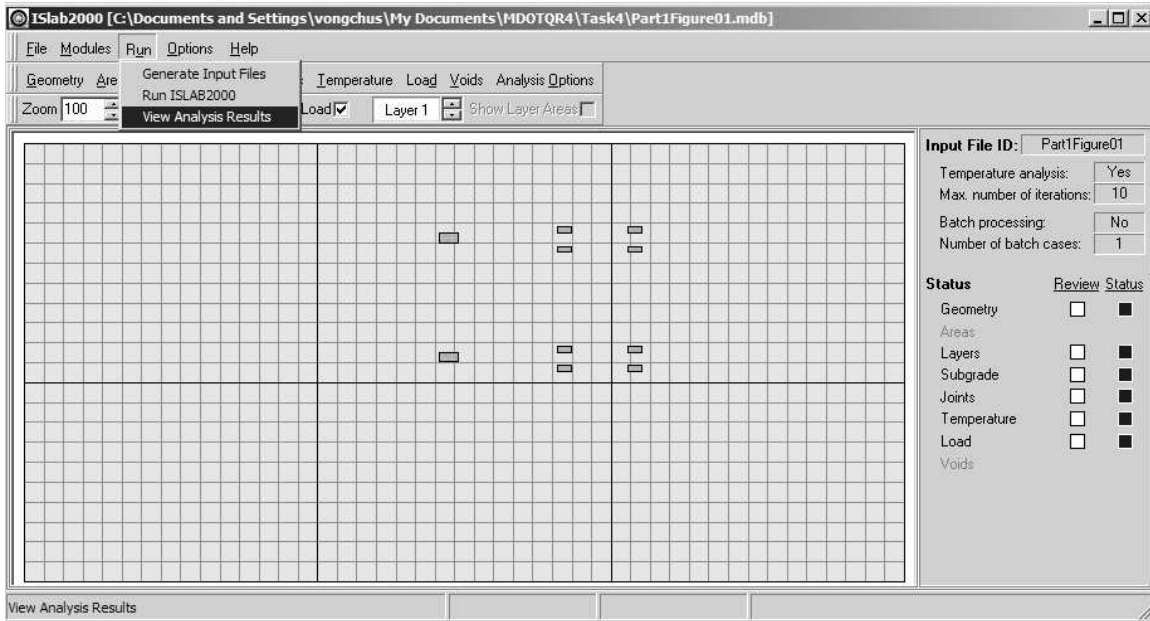 ISlab2000 [C:\Documents and Settings\vongchus\My Documents\MDOTQR4\Task4\Part1Figure01.mdb]
File Modules Run Options Help
Geometry Are Temperature Load Voids Analysis Options
Generate Input Files
Run ISLAB2000
View Analysis Results
Zoom 100 Load Layer 1 Show Layer Areas
Input File ID: Part1Figure01
Temperature analysis: Yes
Max. number of iterations: 10
Batch processing: No
Number of batch cases: 1
Status Review Status
Geometry
Areas
Layers
Subgrade
Joints
Temperature
Load
Voids
View Analysis Results